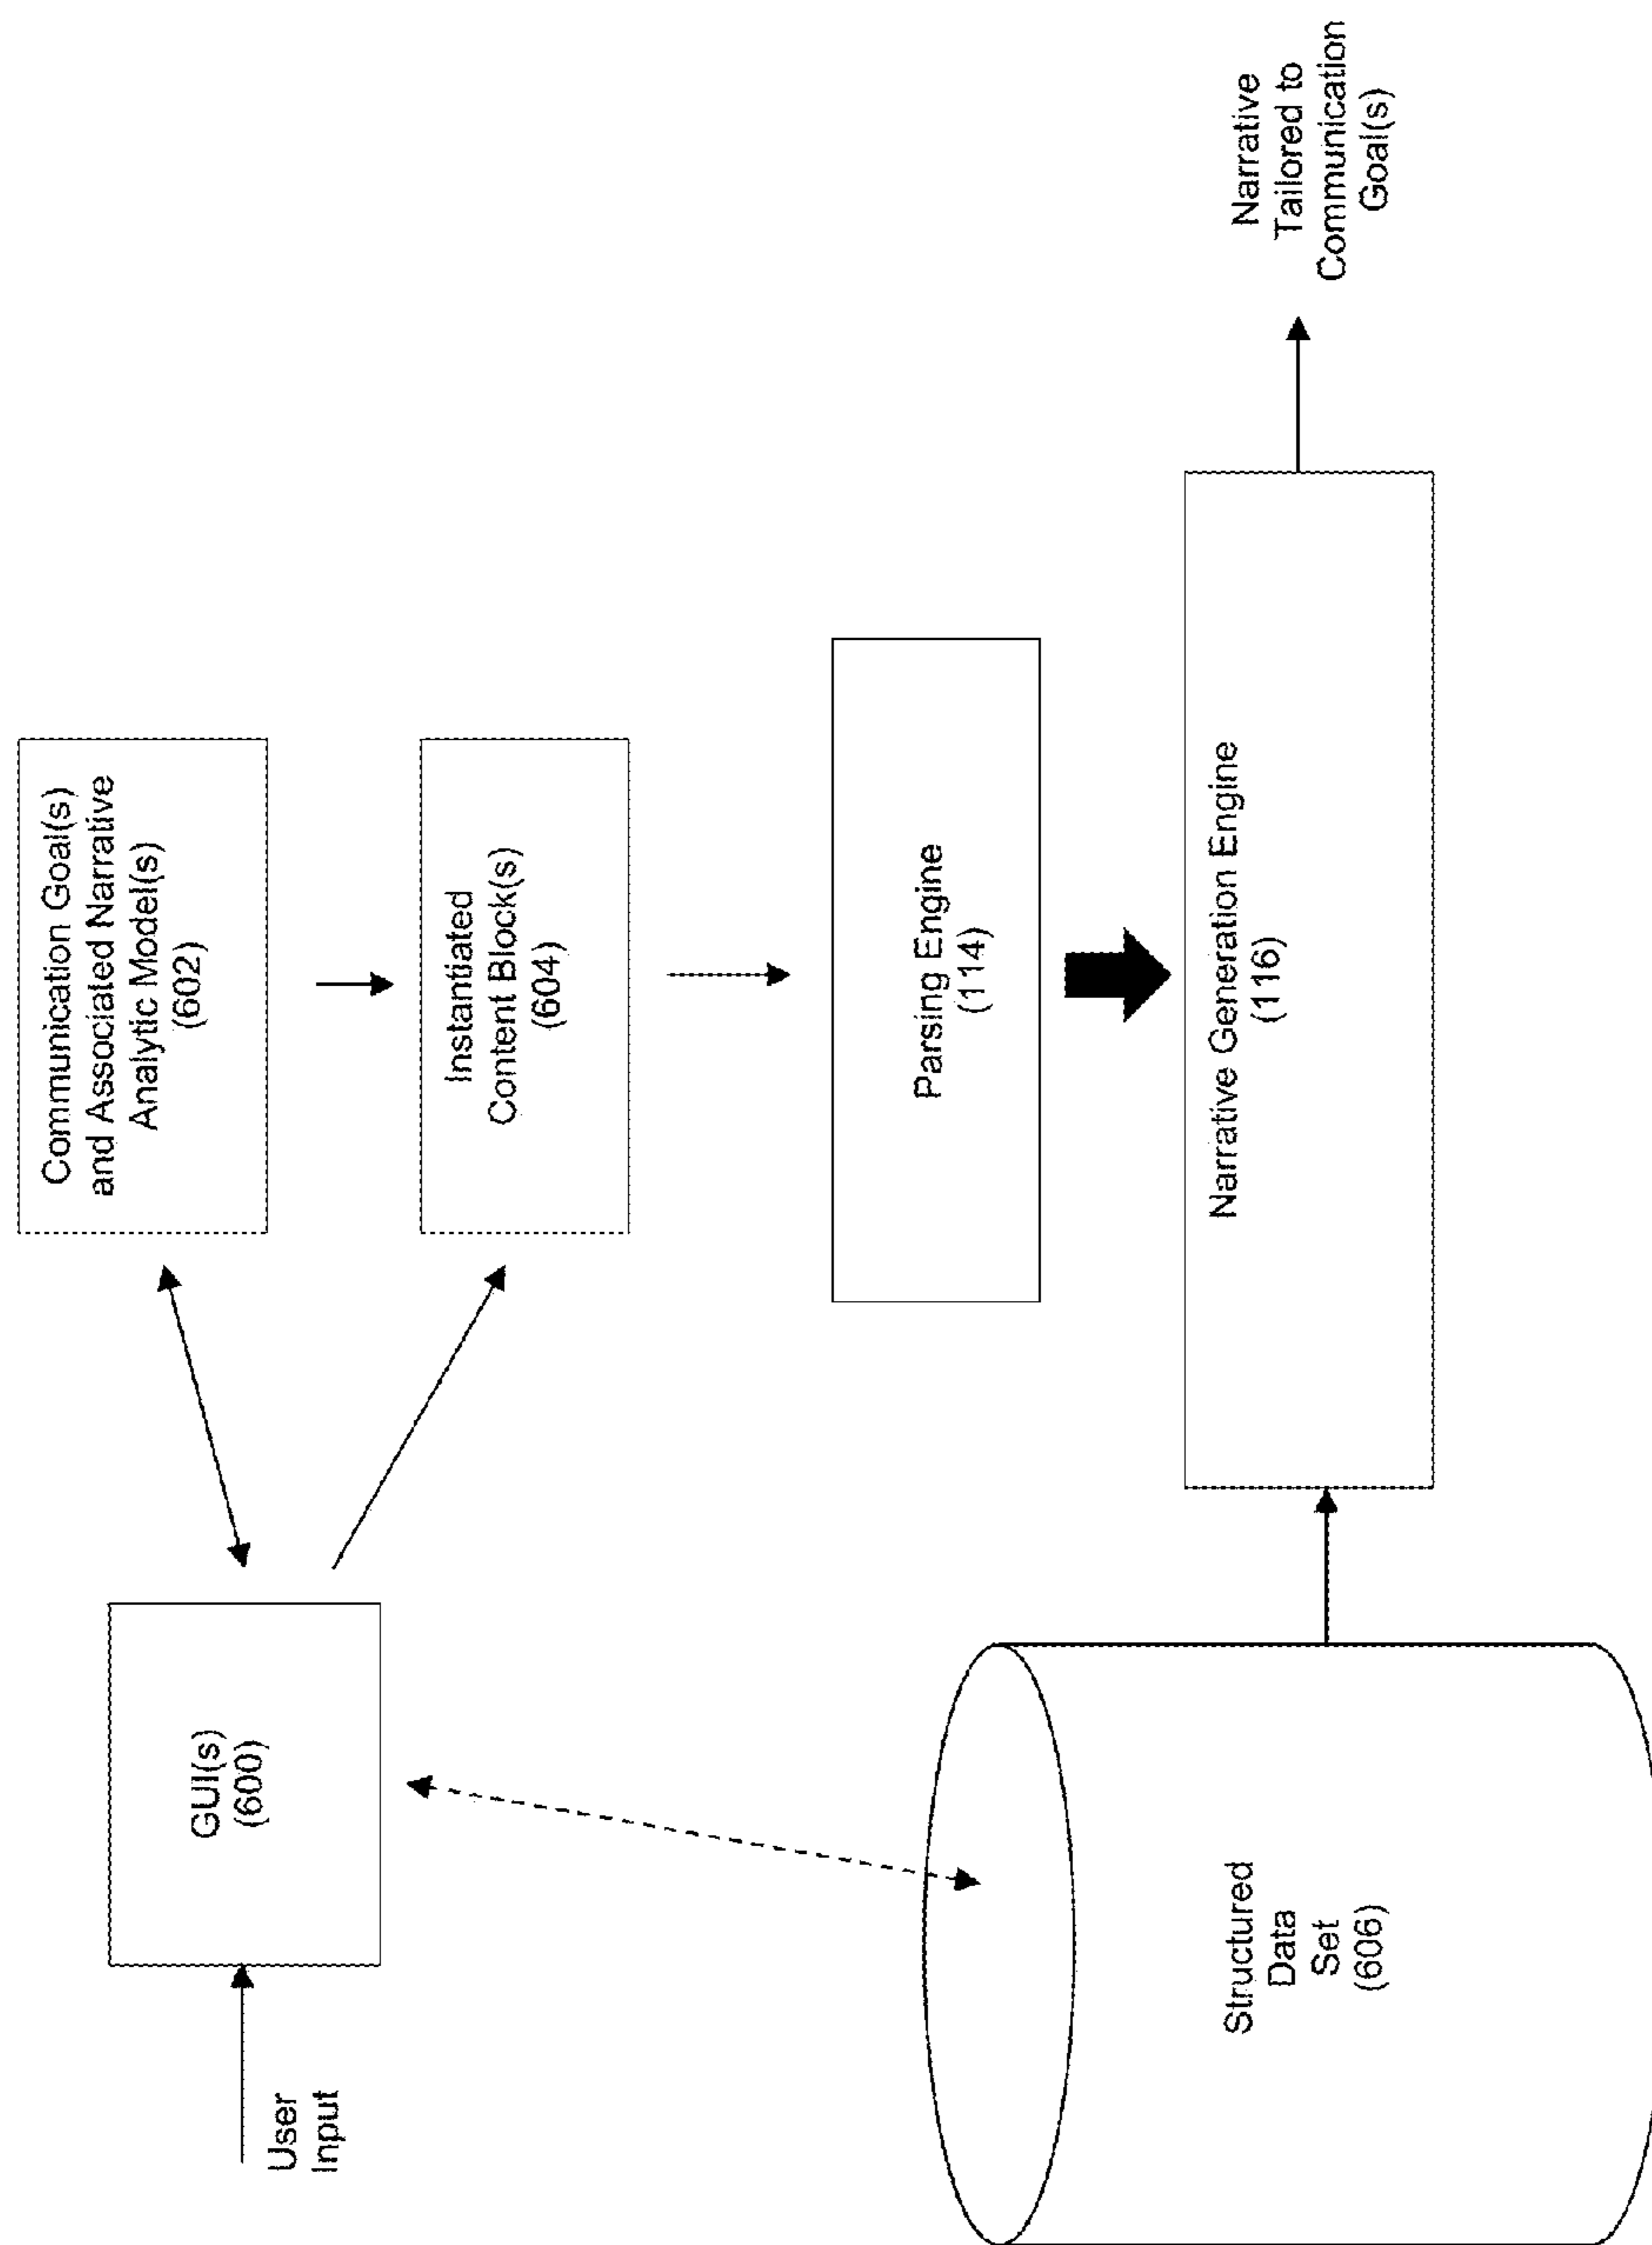 User
Input
GUI(s)
(600)
Communication Goal(s)
and Associated Narrative
Analytic Model(s)
(602)
Instantiated
Content Block(s)
(604)
Parsing Engine
(114)
Structured
Data
Set
(606)
Narrative Generation Engine
(116)
Narrative
Tailored to
Communication
Goal(s)